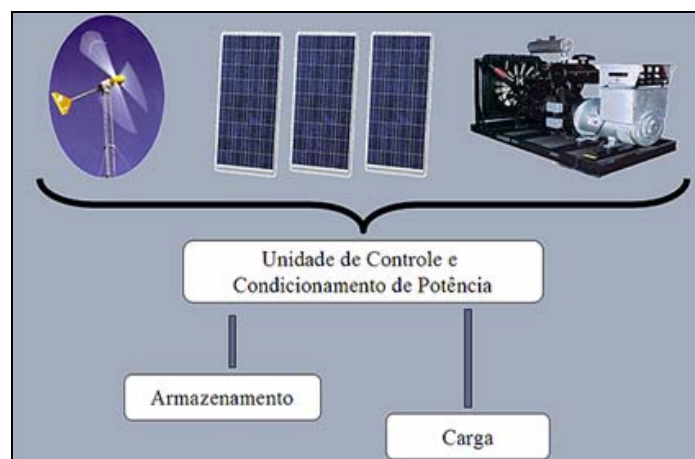 Unidade de Controle e
Condicionamento de Potência
Armazenamento
Carga